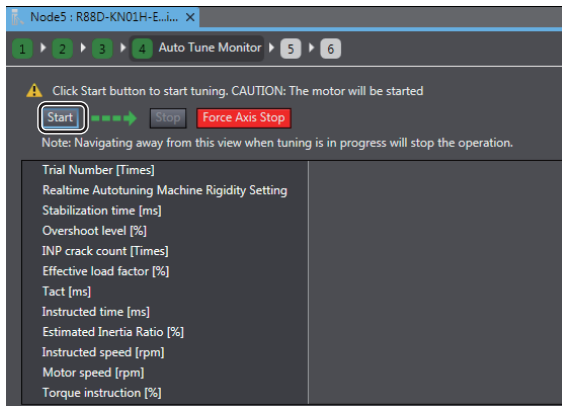 Node5 : R88D-KN01H-E...i... ×
1 2 3 4 Auto Tune Monitor 5 6
Click Start button to start tuning. CAUTION: The motor will be started
Start Stop Force Axis Stop
Note: Navigating away from this view when tuning is in progress will stop the operation.
Trial Number [Times]
Realtime Autotuning Machine Rigidity Setting
Stabilization time [ms]
Overshoot level [%]
INP crack count [Times]
Effective load factor [%]
Tact [ms]
Instructed time [ms]
Estimated Inertia Ratio [%]
Instructed speed [rpm]
Motor speed [rpm]
Torque instruction [%]